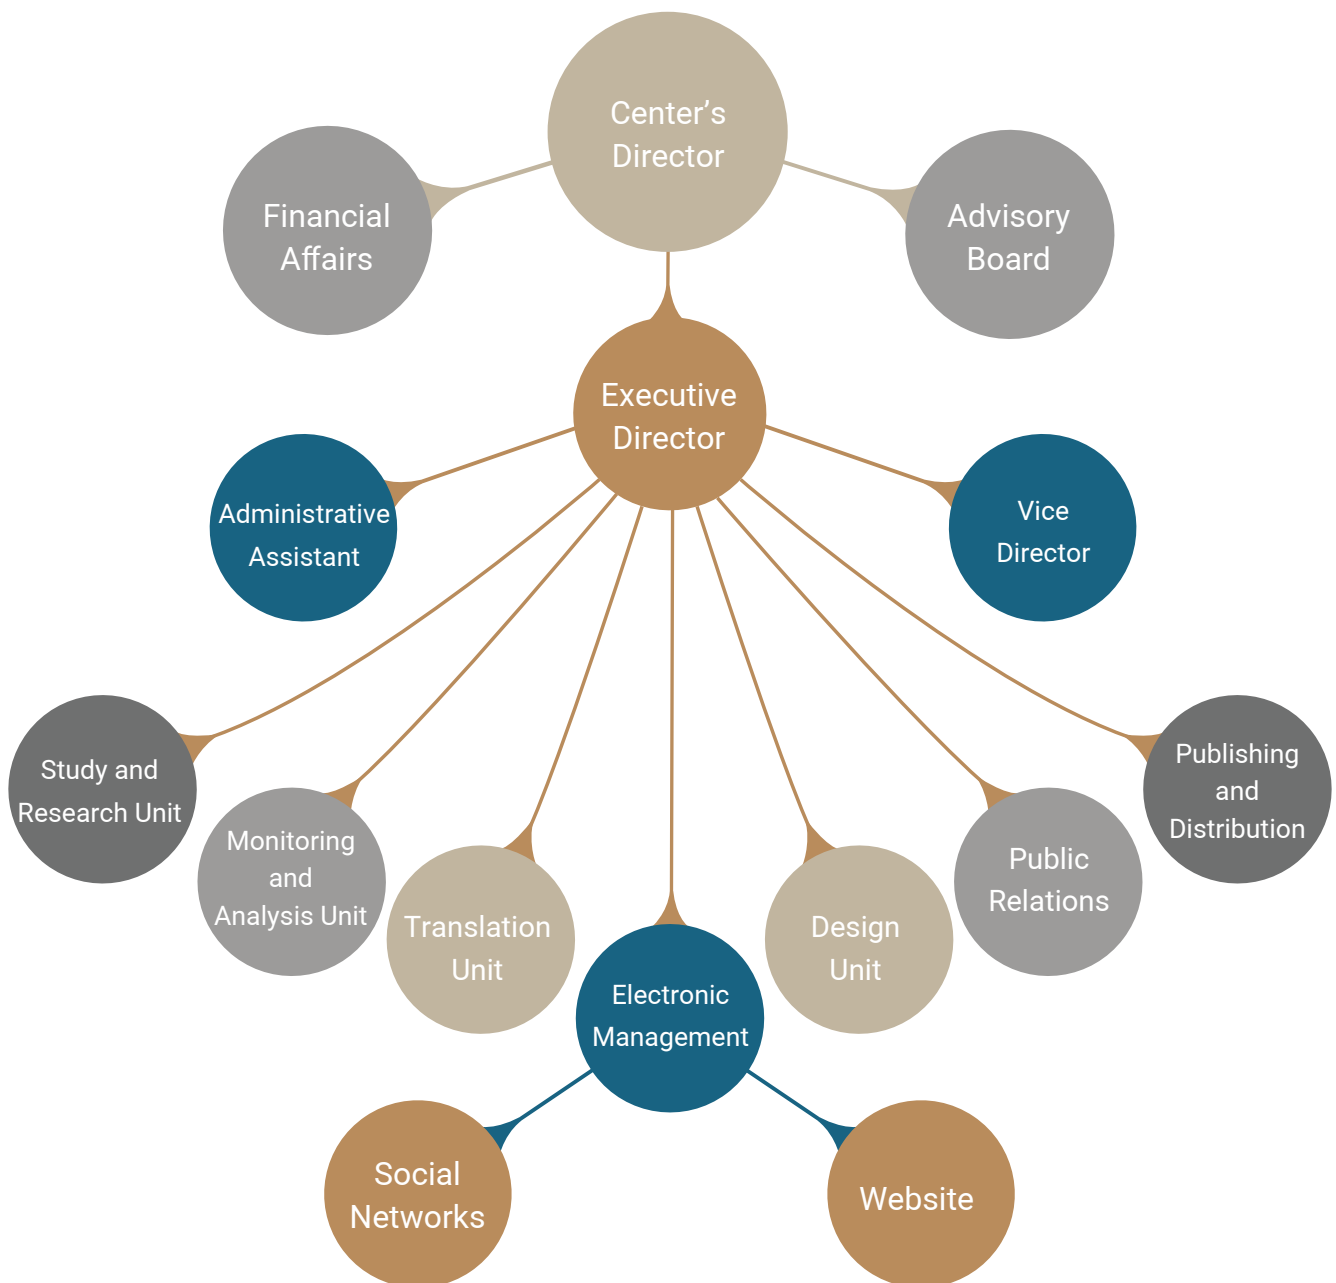 Center’s
Director
Financial
Affairs
Advisory
Board
Executive
Director
Administrative
Assistant
Vice
Director
Study and
Research Unit
Monitoring
and
Analysis Unit
Translation
Unit
Electronic
Management
Design
Unit
Public
Relations
Publishing
and
Distribution
Social
Networks
Website